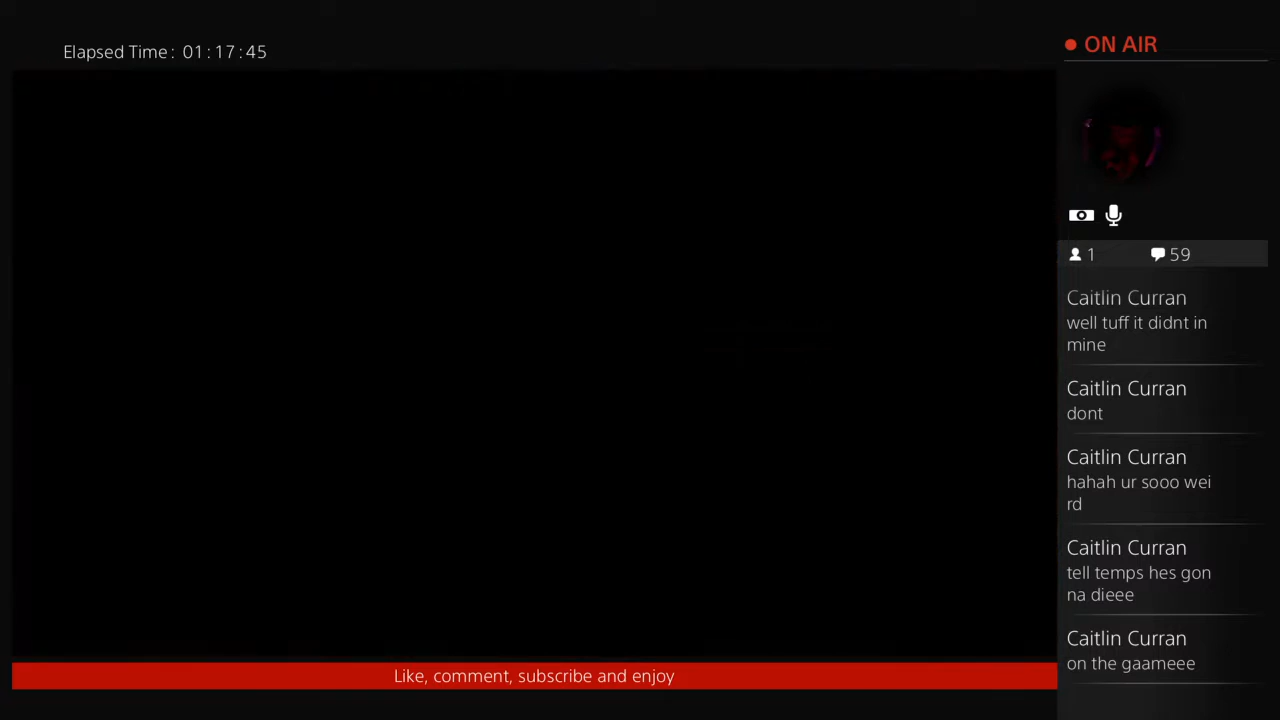 Elapsed Time: 01:17:45
ON AIR
1 59
Caitlin Curran
well tuff it didnt in
mine
Caitlin Curran
dont
Caitlin Curran
hahah ur sooo wei
rd
Caitlin Curran
tell temps hes gon
na dieee
Caitlin Curran
on the gaameee
Like, comment, subscribe and enjoy